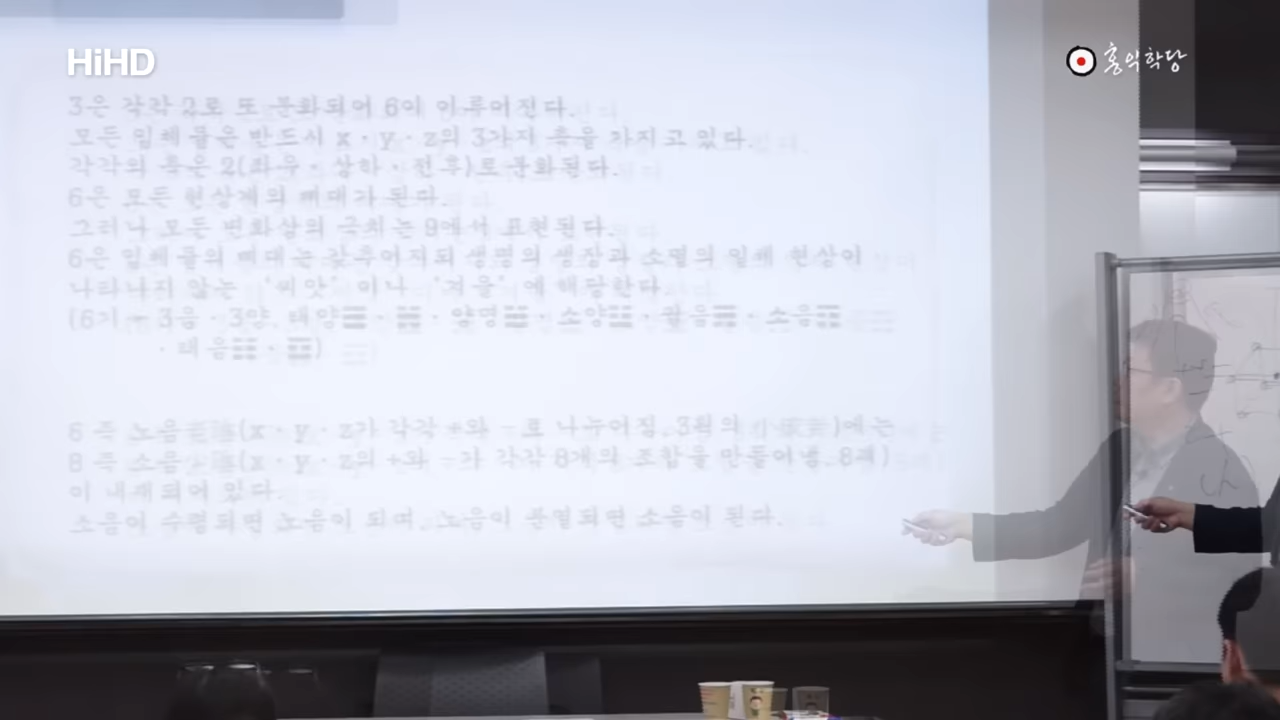 HiHD
홍익학당
3은 각각 2로 또 분화되어 6이 이루어진다.
모든 입체물은 반드시 x · y · z의 3가지 축을 가지고 있다.
각각의 축은 2(좌우 · 상하 · 전후)로 분화된다.
6은 모든 현상계의 뼈대가 된다.
그러나 모든 변화상의 극치는 9에서 표현된다.
6은 입체물의 뼈대는 갖추어지되 생명의 생장과 소멸의 일체 현상이
나타나지 않는 '씨앗' 이나 '겨울' 에 해당한다.
(6기 = 3음 · 3양. 태양 · 양명 · 소양 · 궐음 · 소음
· 태음 · )
6 즉 노음 (x · y · z가 각각 +와 -로 나누어짐. 3획의 )에는
8 즉 소음 (x · y · z의 +와 -가 각각 8개의 조합을 만들어냄. 8괘)
이 내재되어 있다.
소음이 수렴되면 노음이 되며, 노음이 분열되면 소음이 된다.